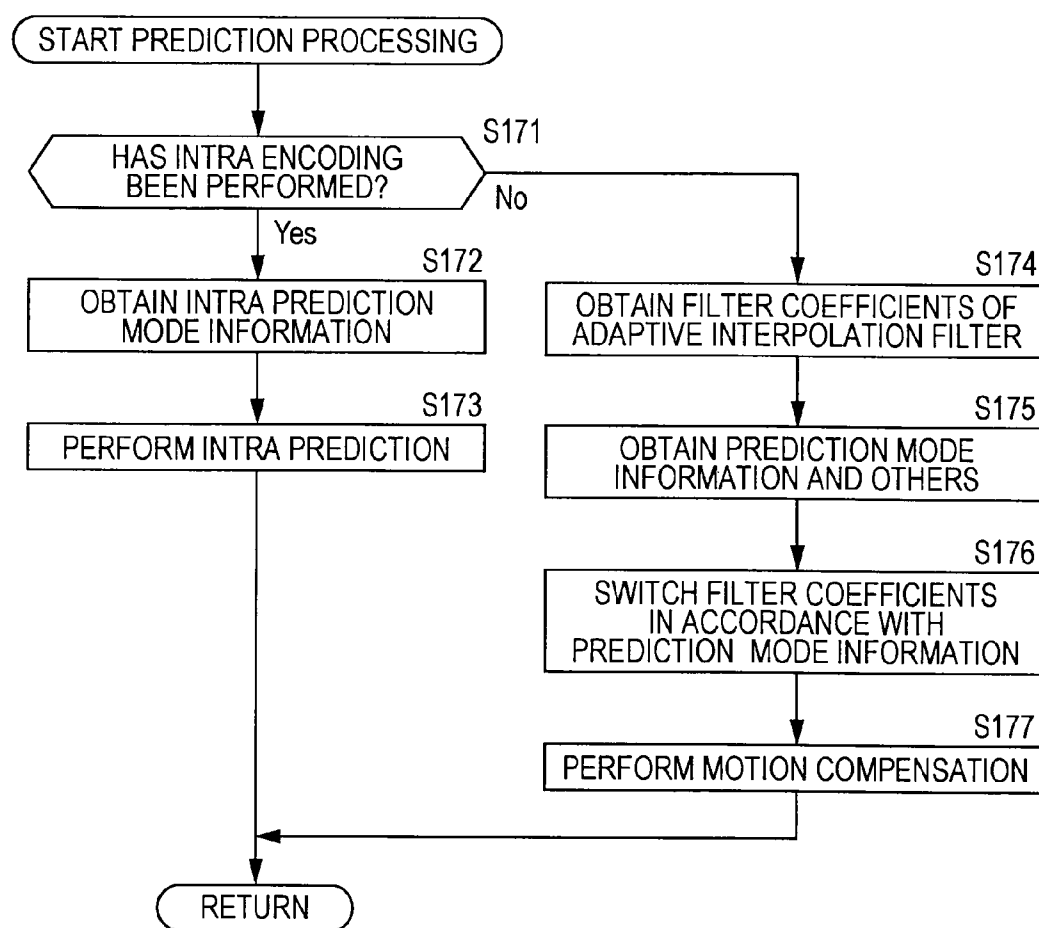 START PREDICTION PROCESSING
S171
HAS INTRA ENCODING
BEEN PERFORMED?
No
Yes
S172
OBTAIN INTRA PREDICTION
MODE INFORMATION
S173
PERFORM INTRA PREDICTION
S174
OBTAIN FILTER COEFFICIENTS OF
ADAPTIVE INTERPOLATION FILTER
S175
OBTAIN PREDICTION MODE
INFORMATION AND OTHERS
S176
SWITCH FILTER COEFFICIENTS
IN ACCORDANCE WITH
PREDICTION MODE INFORMATION
S177
PERFORM MOTION COMPENSATION
RETURN